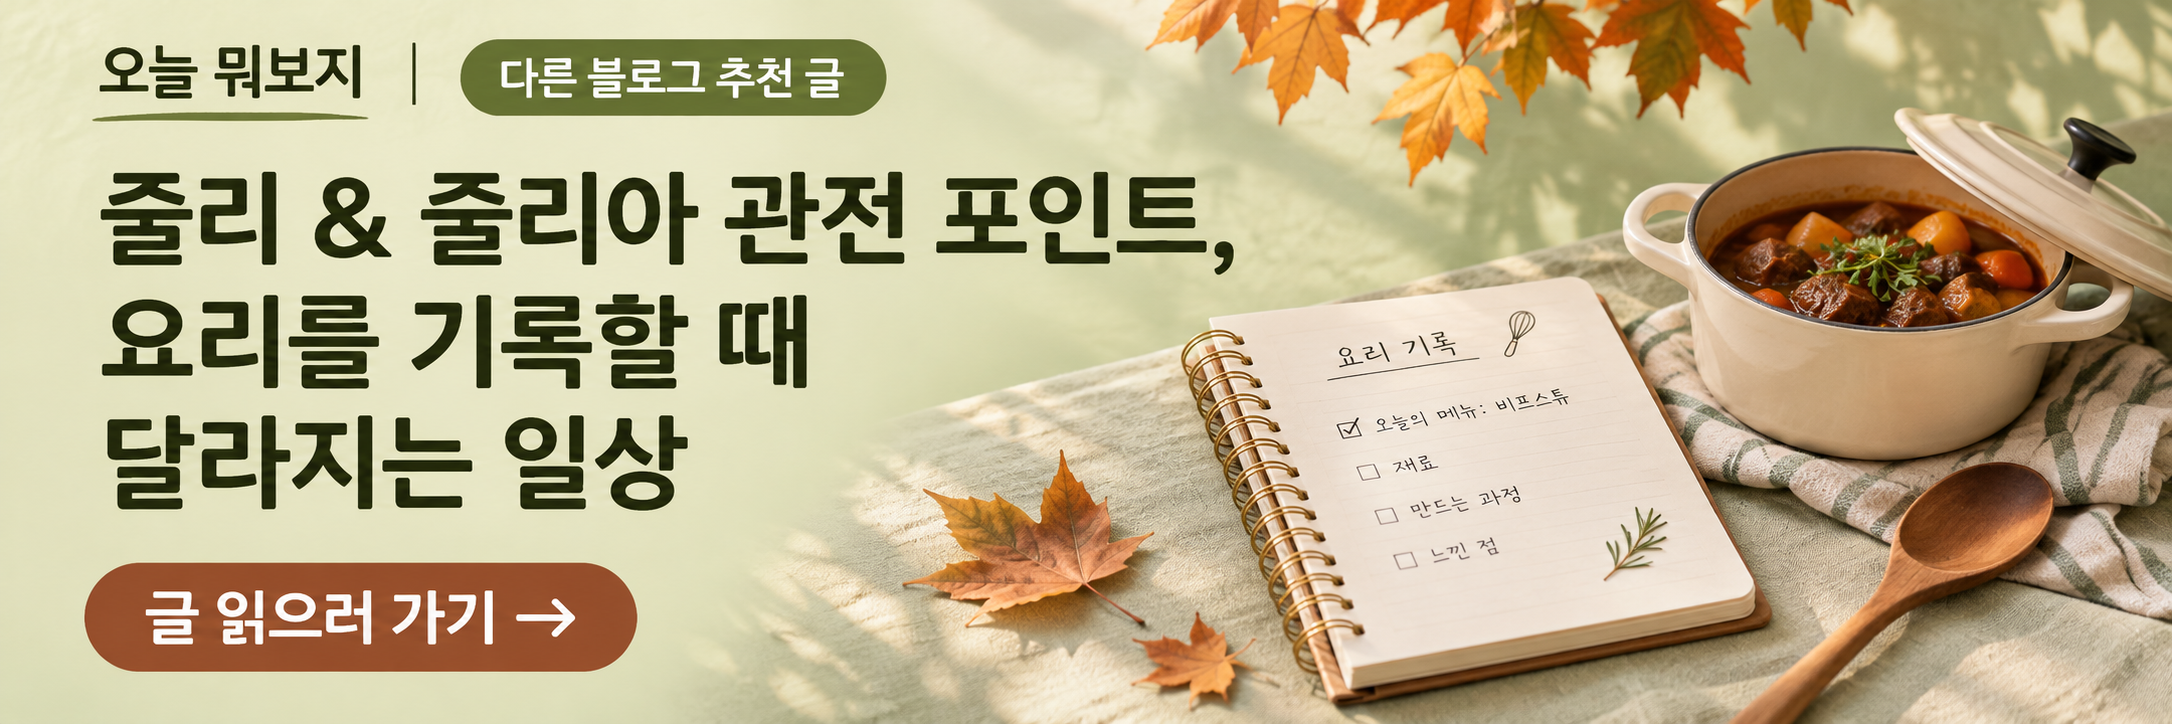 오늘 뭐보지
다른 블로그 추천 글
줄리 & 줄리아 관전 포인트,
요리를 기록할 때
달라지는 일상
글 읽으러 가기 →
요리 기록
☑ 오늘의 메뉴: 비프스튜
☐ 재료
☐ 만드는 과정
☐ 느낀 점